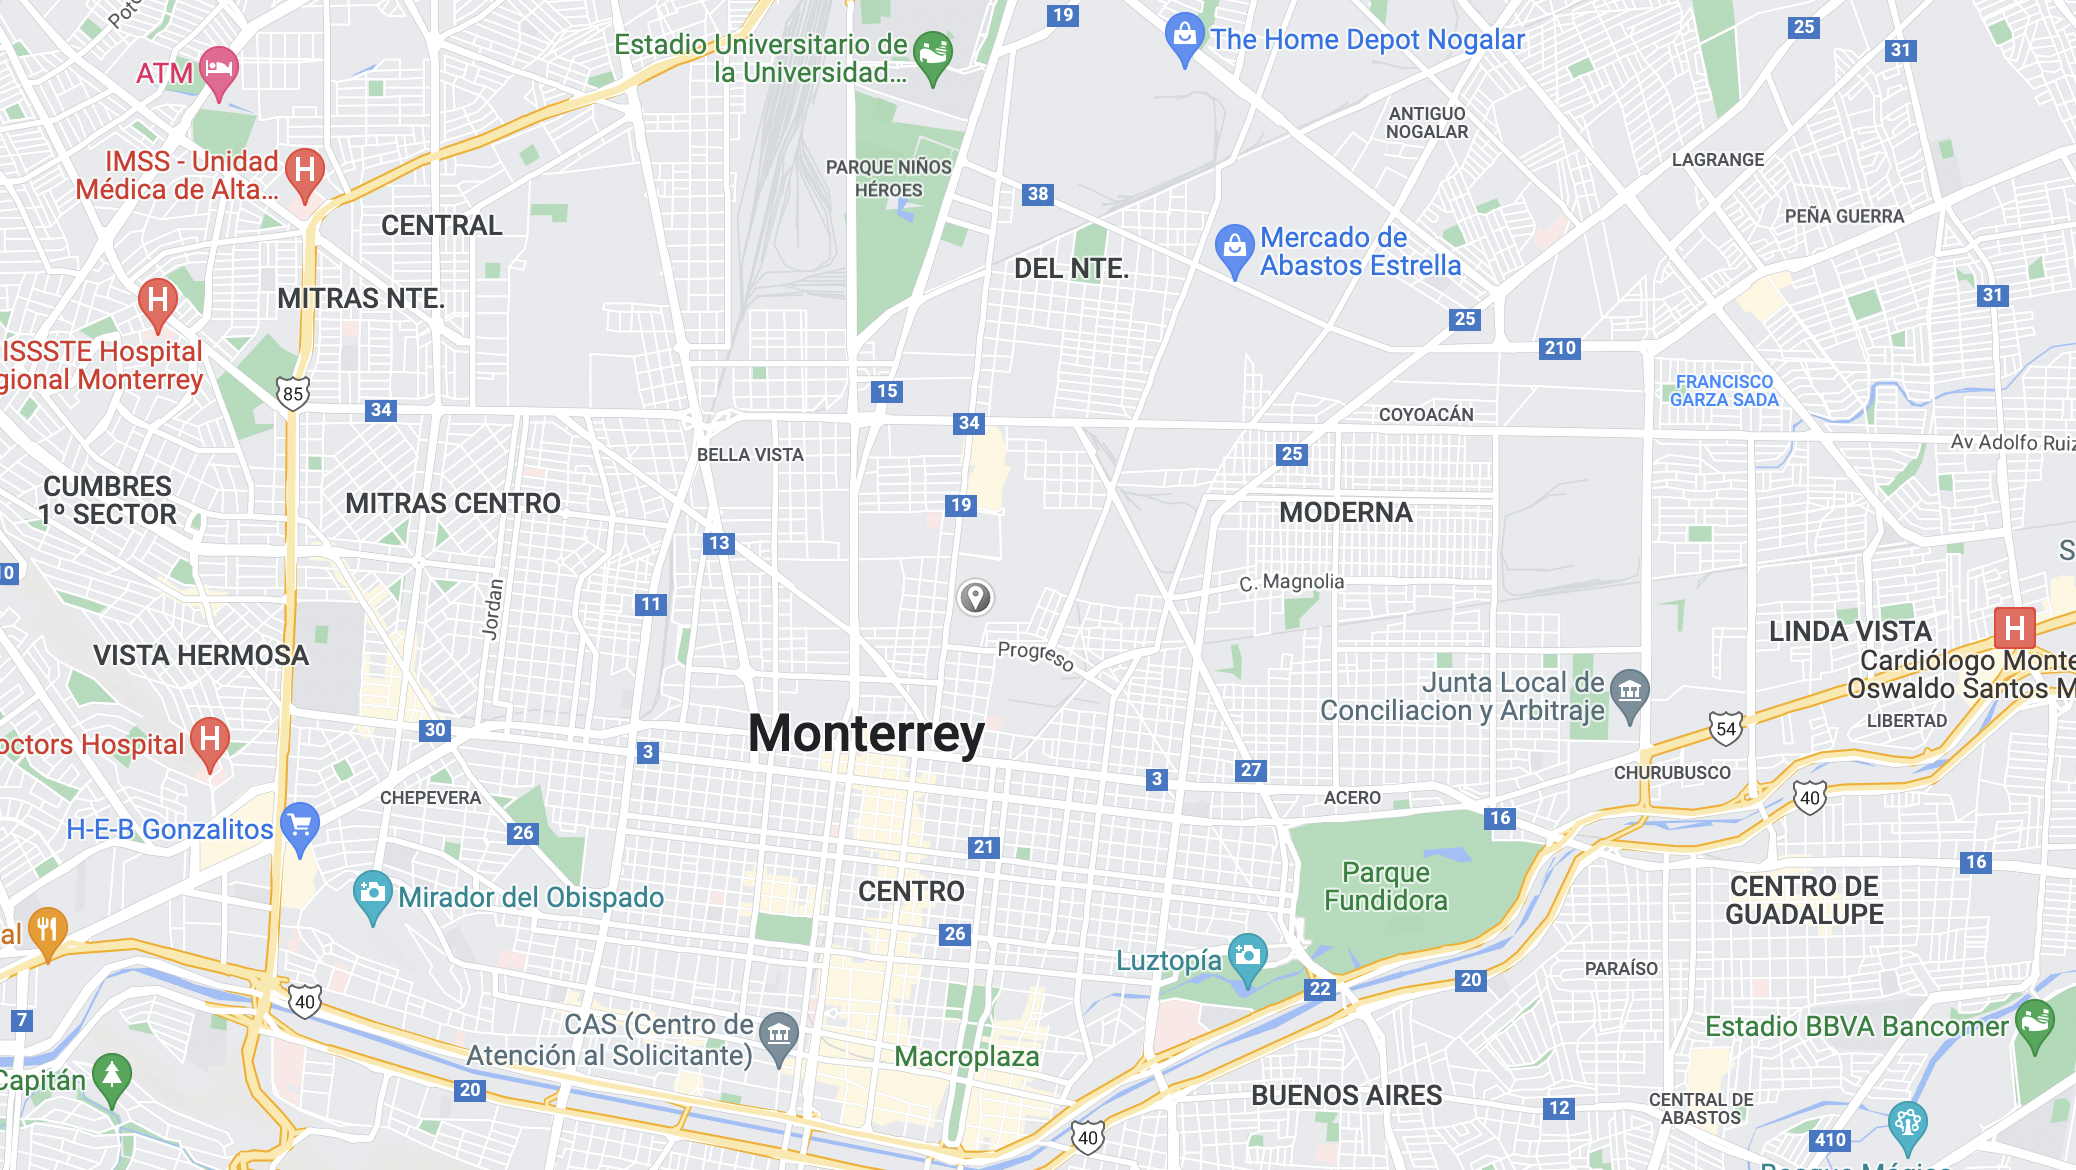 19
25
31
Estadio Universitario de
la Universidad...
The Home Depot Nogalar
ATM
ANTIGUO
NOGALAR
LAGRANGE
IMSS - Unidad
Médica de Alta...
PARQUE NIÑOS
HÉROES
38
PEÑA GUERRA
CENTRAL
Mercado de
Abastos Estrella
DEL NTE.
MITRAS NTE.
31
25
ISSSTE Hospital
gional Monterrey
210
85
15
FRANCISCO
GARZA SADA
34
34
COYOACÁN
Av Adolfo Ruiz
BELLA VISTA
25
CUMBRES
1º SECTOR
MITRAS CENTRO
19
MODERNA
13
S
10
C. Magnolia
Jordan
11
LINDA VISTA
VISTA HERMOSA
Progreso
Cardiólogo Monte
Oswaldo Santos M
Junta Local de
Conciliacion y Arbitraje
LIBERTAD
30
Monterrey
54
octors Hospital
3
27
3
CHURUBUSCO
CHEPEVERA
ACERO
40
16
H-E-B Gonzalitos
26
21
16
Parque
Fundidora
CENTRO
CENTRO DE
GUADALUPE
Mirador del Obispado
al
26
Luztopía
PARAÍSO
20
22
40
7
CAS (Centro de
Atención al Solicitante)
Estadio BBVA Bancomer
Macroplaza
Capitán
20
BUENOS AIRES
12
CENTRAL DE
ABASTOS
40
410
Bosque Mágico